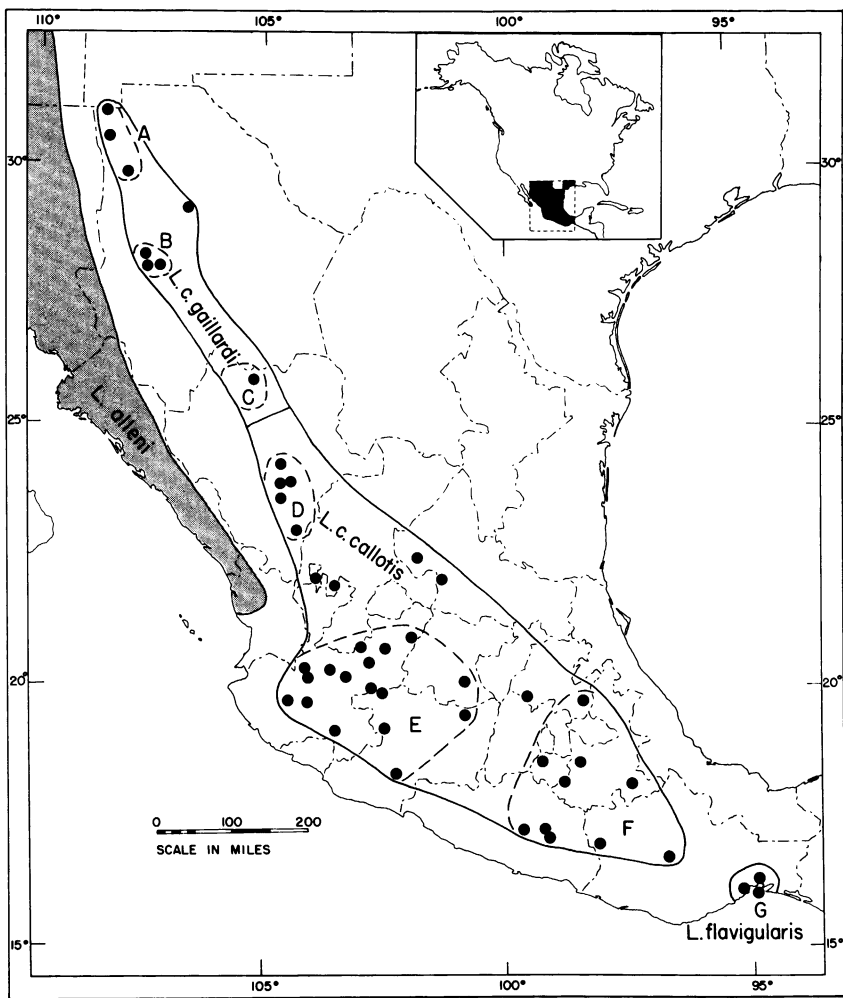 110° 105° 100° 95°
A
30° 30°
B
L. c. gaillardi
C
L. alleni
25° 25°
D
L. c. callotis
20° 20°
E
F
0 100 200
SCALE IN MILES
G
L. flavigularis
15° 15°
105° 100° 95°